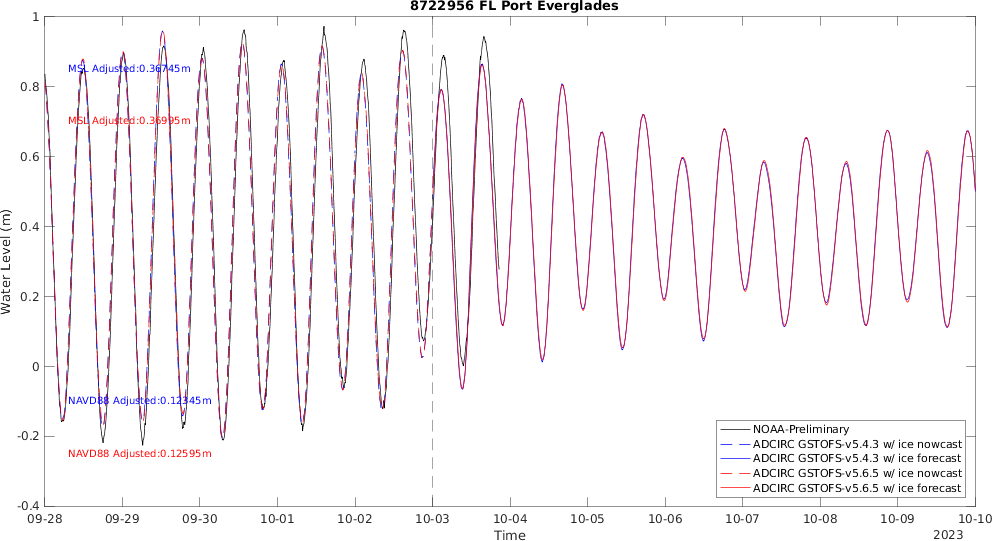 8722956 FL Port Everglades
1
0.8
0.6
0.4
0.2
0
-0.2
-0.4
Water Level (m)
MSL Adjusted:0.36745m
MSL Adjusted:0.36995m
NAVD88 Adjusted:0.12345m
NAVD88 Adjusted:0.12595m
NOAA-Preliminary
ADCIRC GSTOFS-v5.4.3 w/ ice nowcast
ADCIRC GSTOFS-v5.4.3 w/ ice forecast
ADCIRC GSTOFS-v5.6.5 w/ ice nowcast
ADCIRC GSTOFS-v5.6.5 w/ ice forecast
09-28 09-29 09-30 10-01 10-02 10-03 10-04 10-05 10-06 10-07 10-08 10-09 10-10
Time
2023